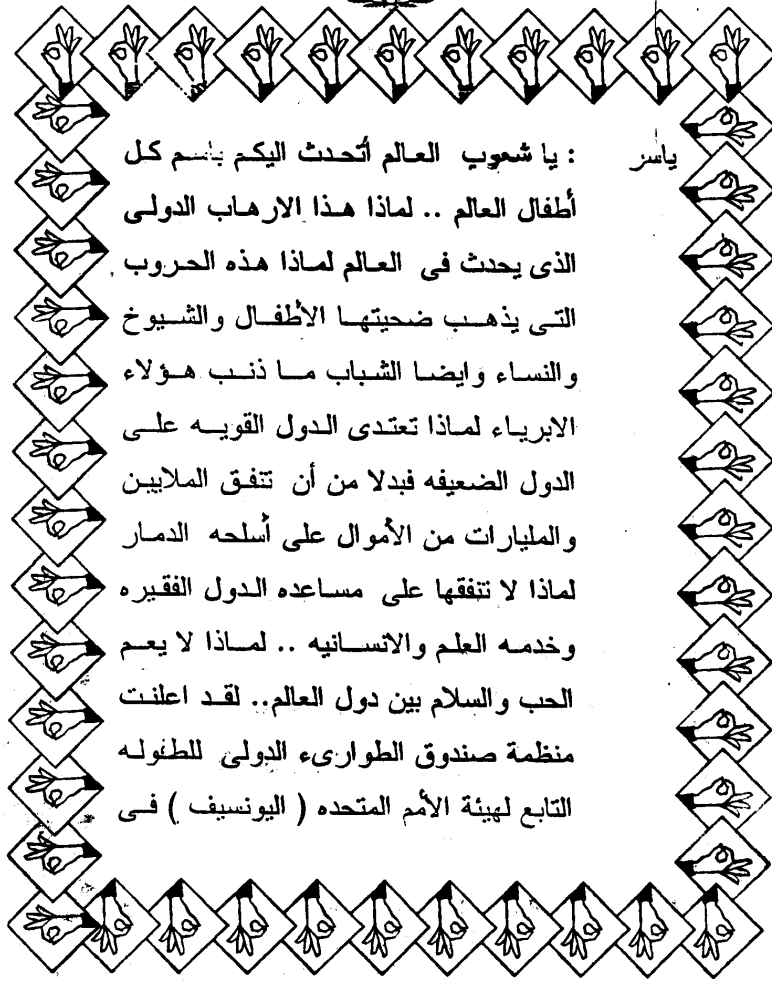 ياسر : يا شعوب العالم أتحدث اليكم باسم كل
أطفال العالم .. لماذا هذا الارهاب الدولى
الذى يحدث فى العالم لماذا هذه الحروب
التى يذهب ضحيتها الأطفال والشيوخ
والنساء وايضا الشباب ما ذنب هؤلاء
الابرياء لماذا تعتدى الدول القويه على
الدول الضعيفه فبدلا من أن تتفق الملايين
والمليارات من الأموال على أسلحه الدمار
لماذا لا تتفقها على مساعده الدول الفقيره
وخدمه العلم والانسانيه .. لماذا لا يعم
الحب والسلام بين دول العالم.. لقد اعلنت
منظمة صندوق الطوارىء الدولى للطفوله
التابع لهيئة الأمم المتحده ( اليونسيف ) فى